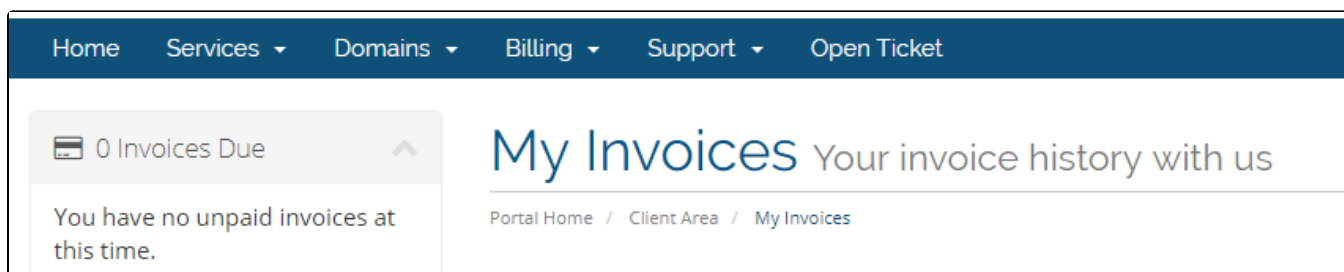 Home Services Domains Billing Support Open Ticket
0 Invoices Due
You have no unpaid invoices at
this time.
My Invoices Your invoice history with us
Portal Home / Client Area / My Invoices